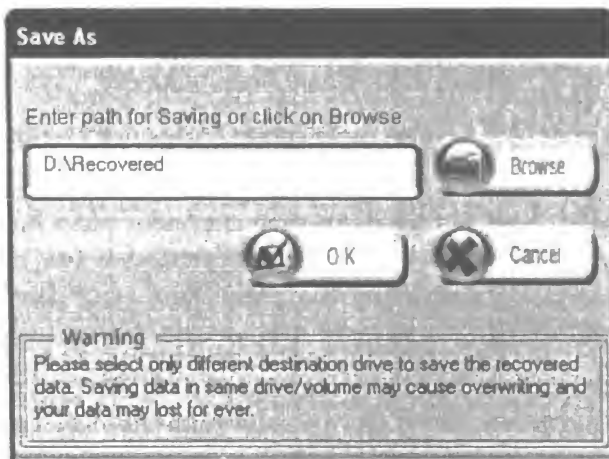 Save As
Enter path for Saving or click on Browse
D.\Recovered
Browse
OK
Cancel
Warning
Please select only different destination drive to save the recovered
data. Saving data in same drive/volume may cause overwriting and
your data may lost for ever.